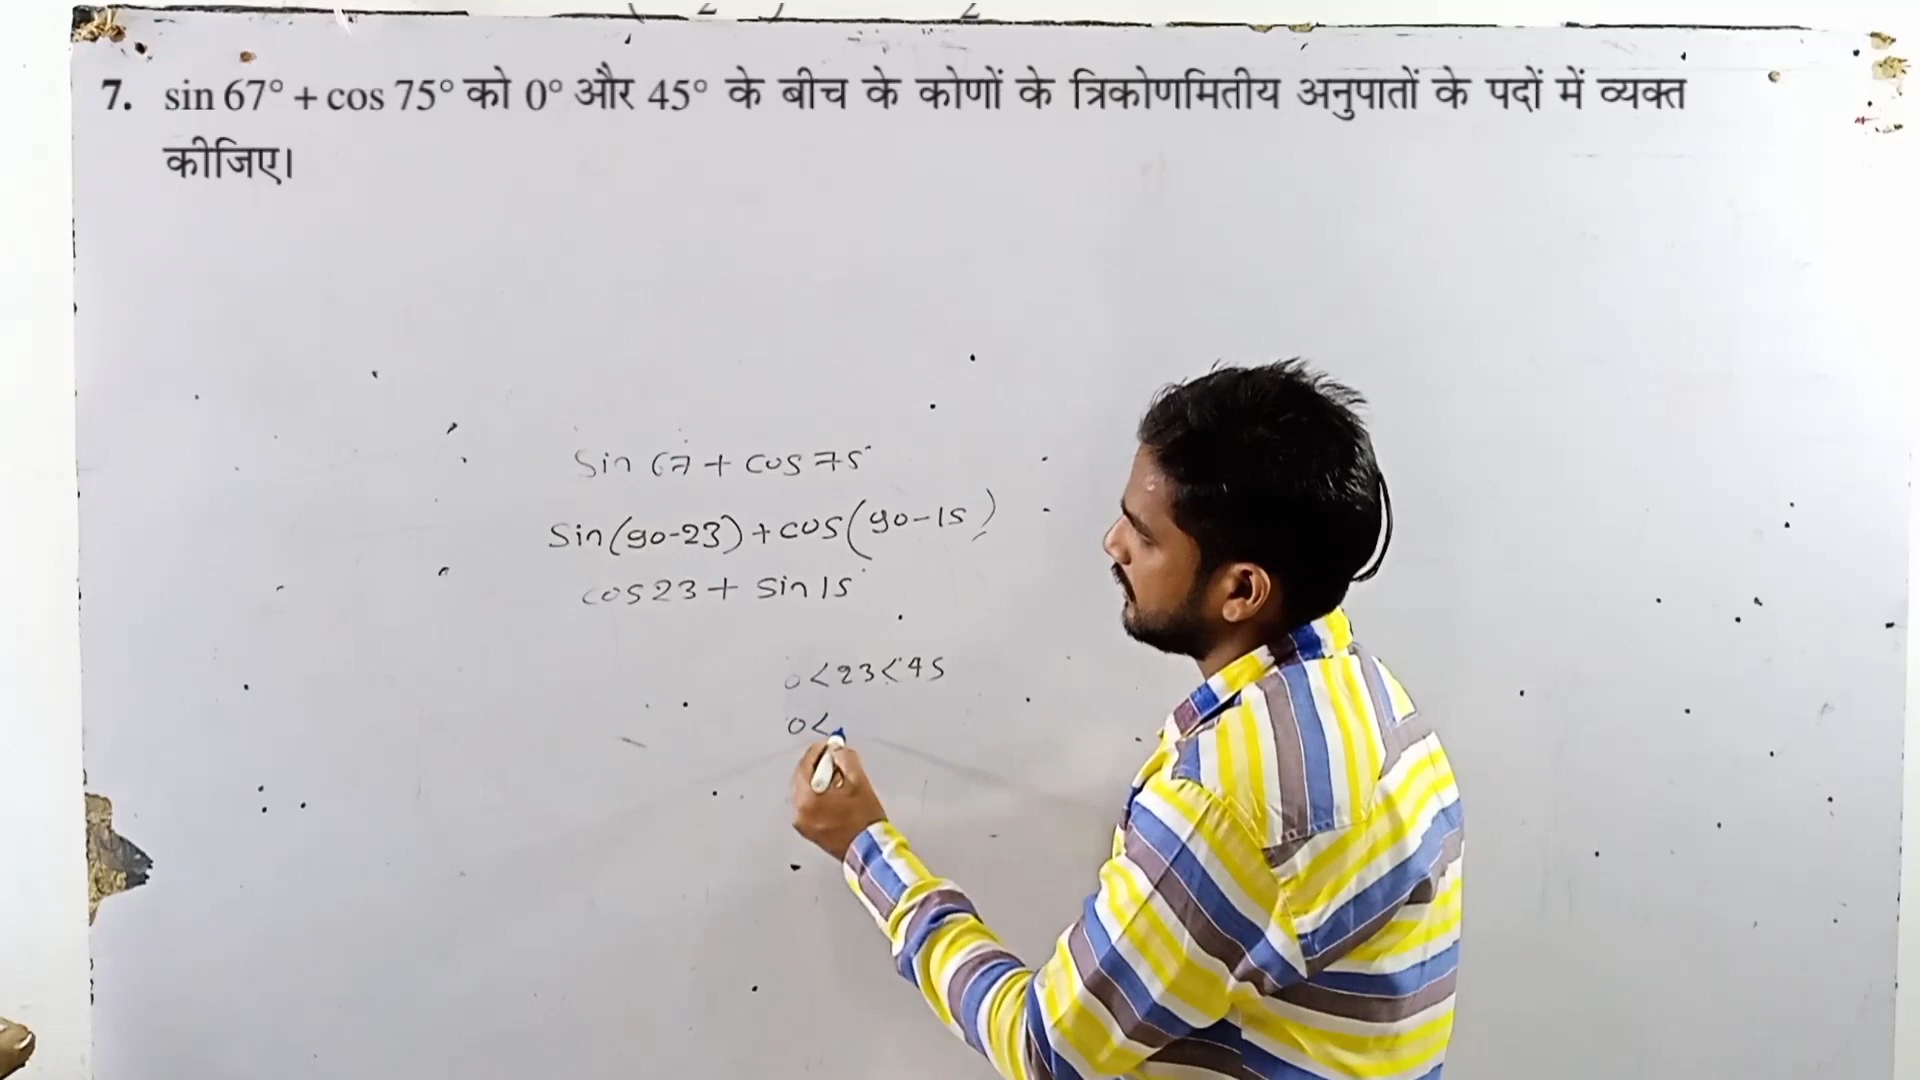 7. sin 67° + cos 75° को 0° और 45° के बीच के कोणों के त्रिकोणमितीय अनुपातों के पदों में व्यक्त
कीजिए।
Sin 67 + cos 75°
Sin(90-23) + cos(90-15)
cos 23 + sin 15°
0<23<45
0<